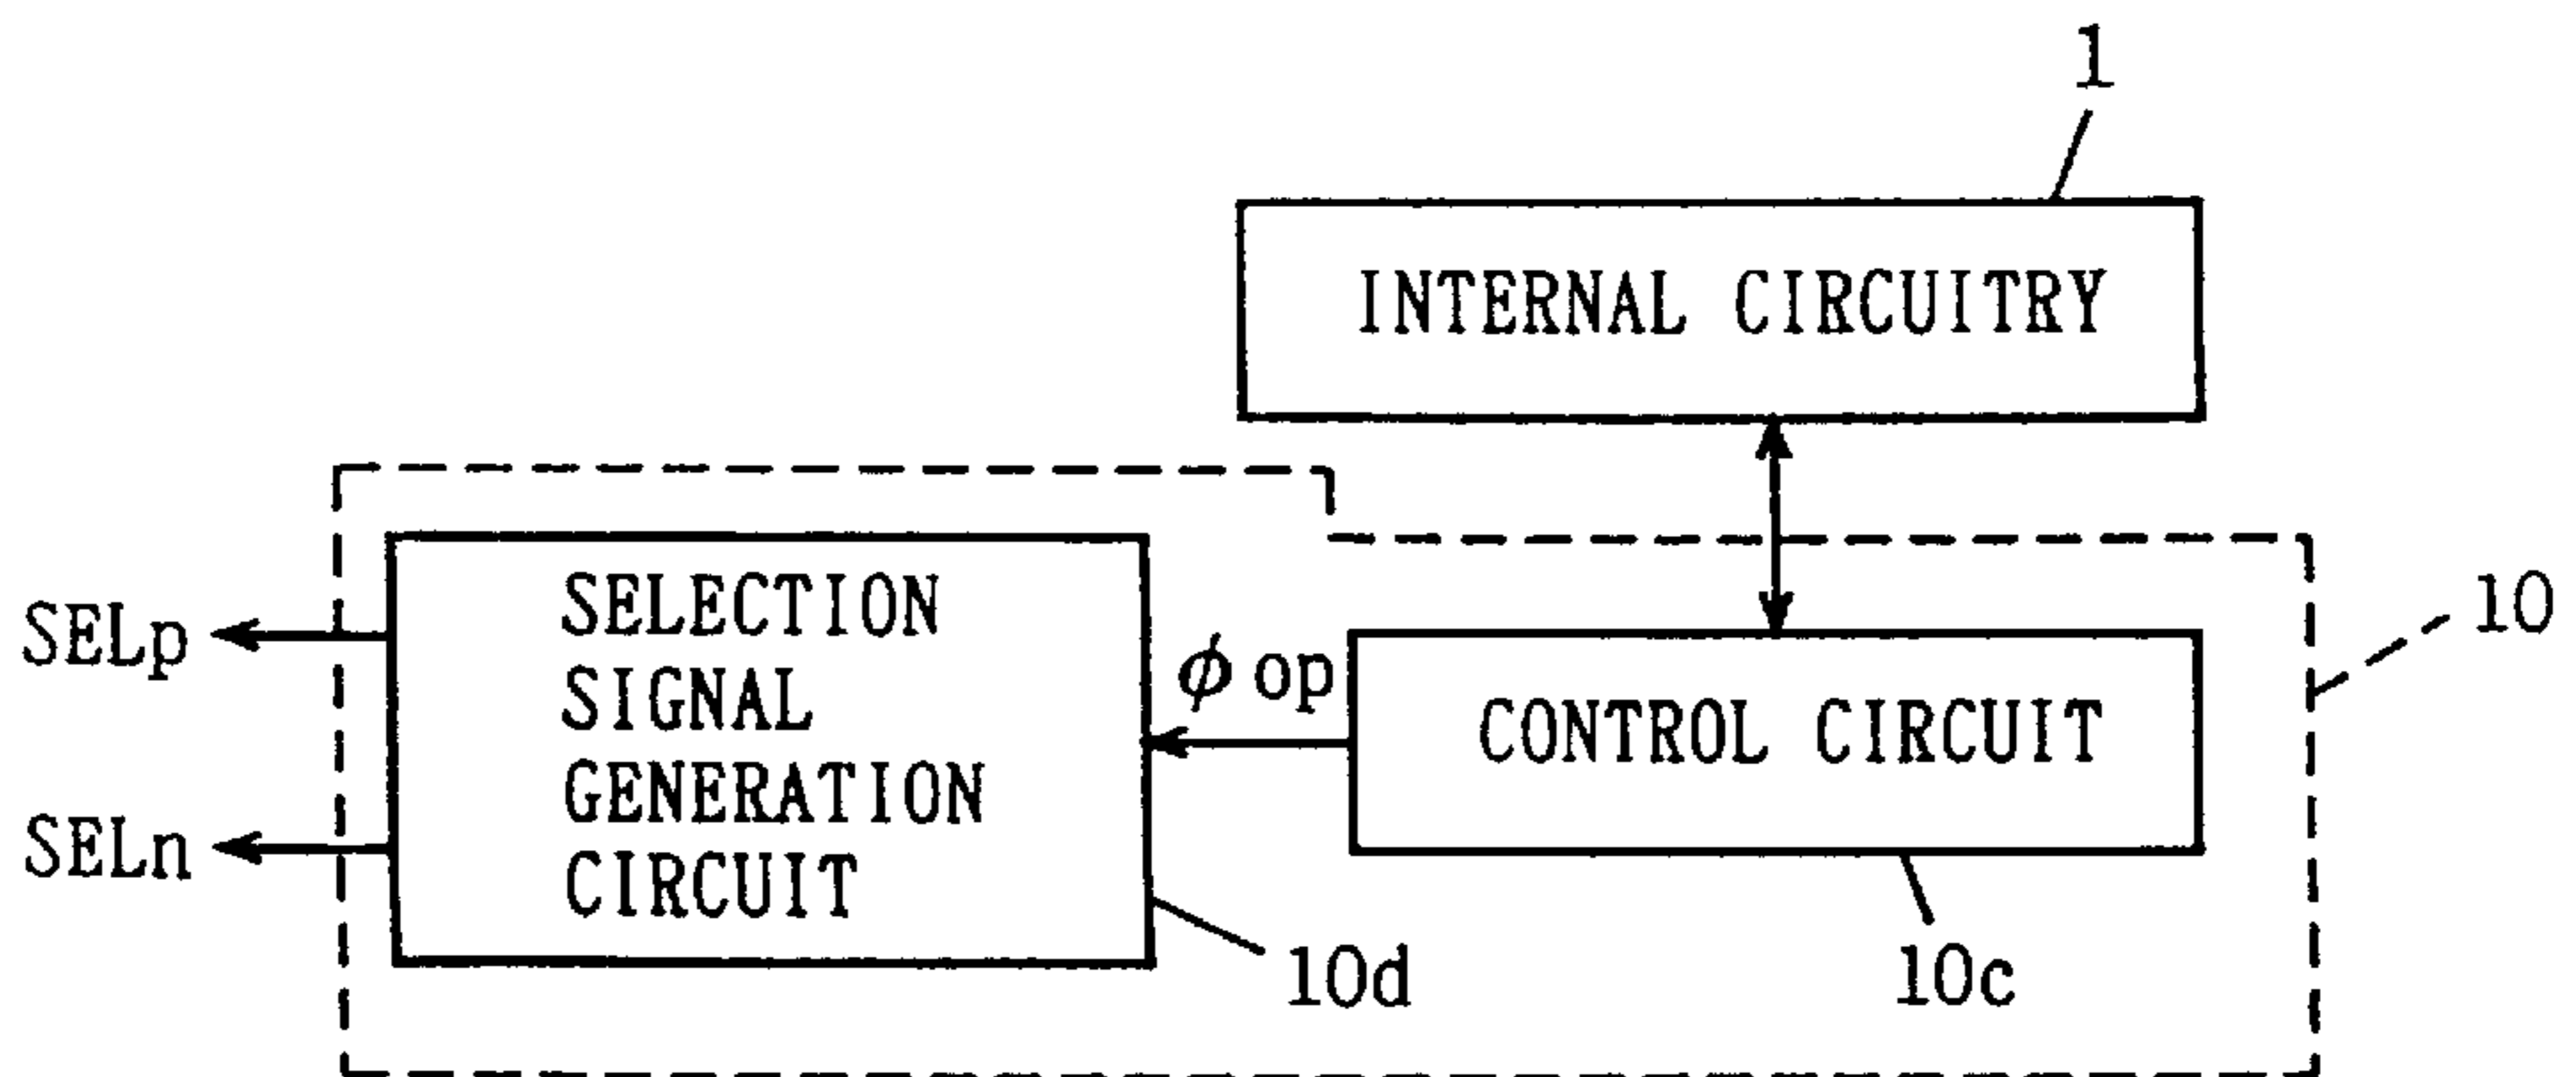 1
INTERNAL CIRCUITRY
SELp
SELn
SELECTION
SIGNAL
GENERATION
CIRCUIT
ϕ op
CONTROL CIRCUIT
10
10d
10c